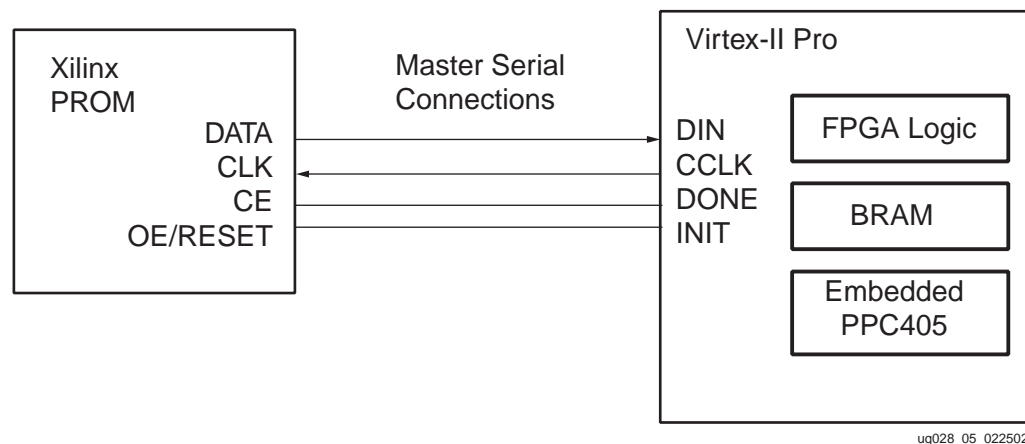 Xilinx
PROM
DATA
CLK
CE
OE/RESET
Master Serial
Connections
Virtex-II Pro
DIN
CCLK
DONE
INIT
FPGA Logic
BRAM
Embedded
PPC405
ug028_05_022502